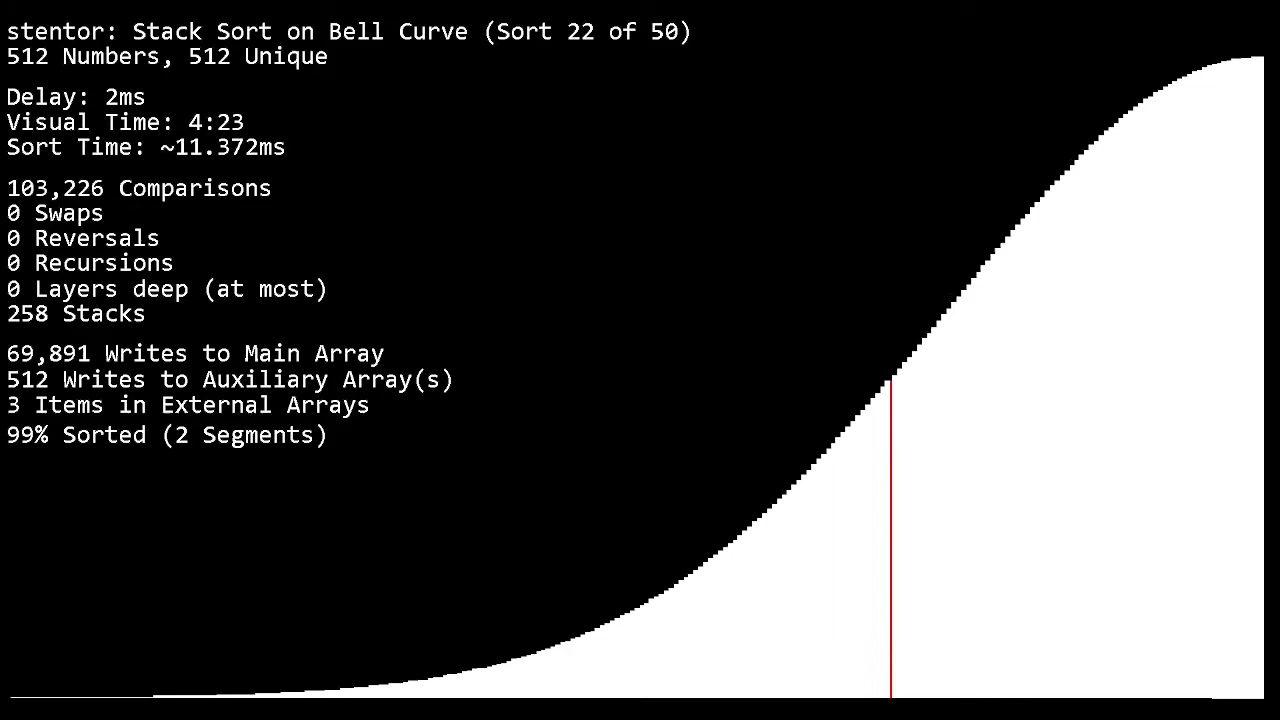 stentor: Stack Sort on Bell Curve (Sort 22 of 50)
512 Numbers, 512 Unique
Delay: 2ms
Visual Time: 4:23
Sort Time: ~11.372ms
103,226 Comparisons
0 Swaps
0 Reversals
0 Recursions
0 Layers deep (at most)
258 Stacks
69,891 Writes to Main Array
512 Writes to Auxiliary Array(s)
3 Items in External Arrays
99% Sorted (2 Segments)